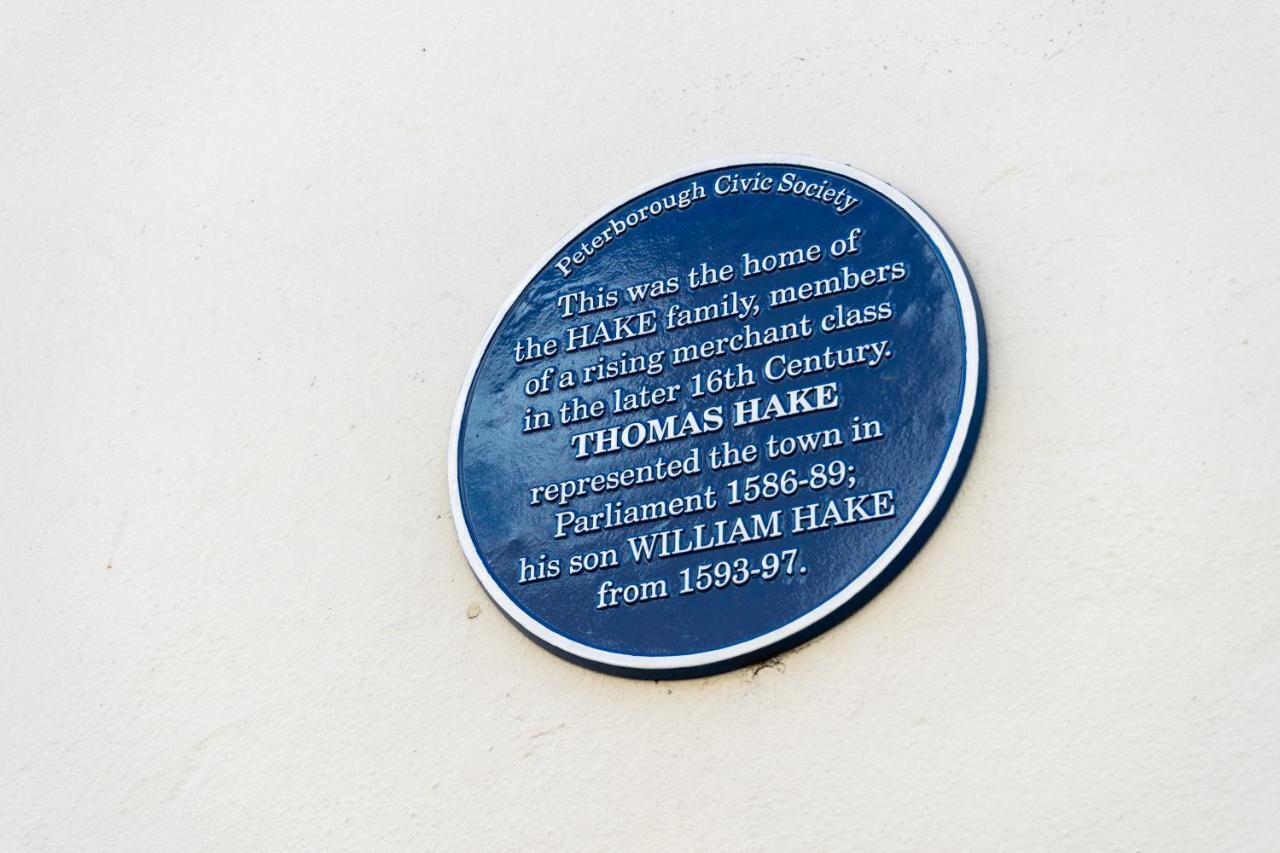 Peterborough Civic Society
This was the home of
the HAKE family, members
of a rising merchant class
in the later 16th Century.
THOMAS HAKE
represented the town in
Parliament 1586-89;
his son WILLIAM HAKE
from 1593-97.